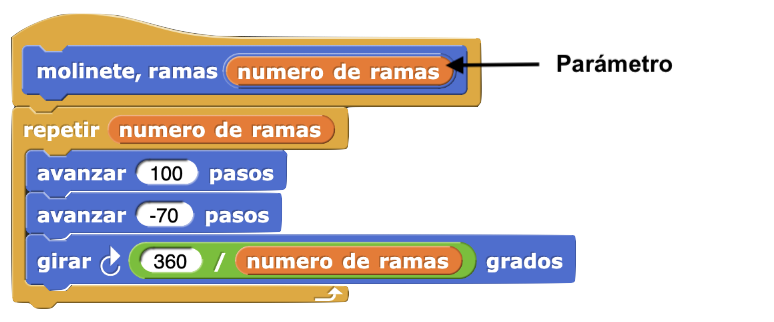 molinete, ramas numero de ramas Parámetro
repetir numero de ramas
avanzar 100 pasos
avanzar -70 pasos
girar 360 / numero de ramas grados